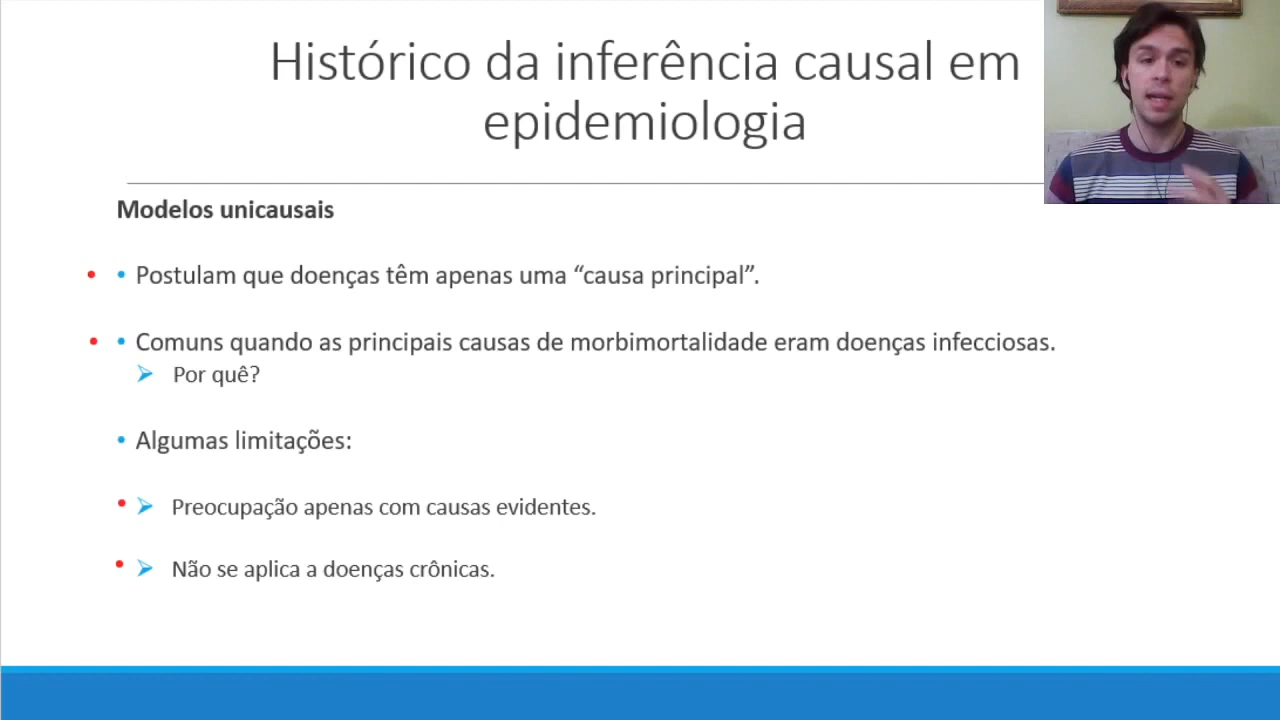 Histórico da inferência causal em
epidemiologia
Modelos unicausais
• Postulam que doenças têm apenas uma “causa principal”.
• Comuns quando as principais causas de morbimortalidade eram doenças infecciosas.
➢ Por quê?
• Algumas limitações:
➢ Preocupação apenas com causas evidentes.
➢ Não se aplica a doenças crônicas.